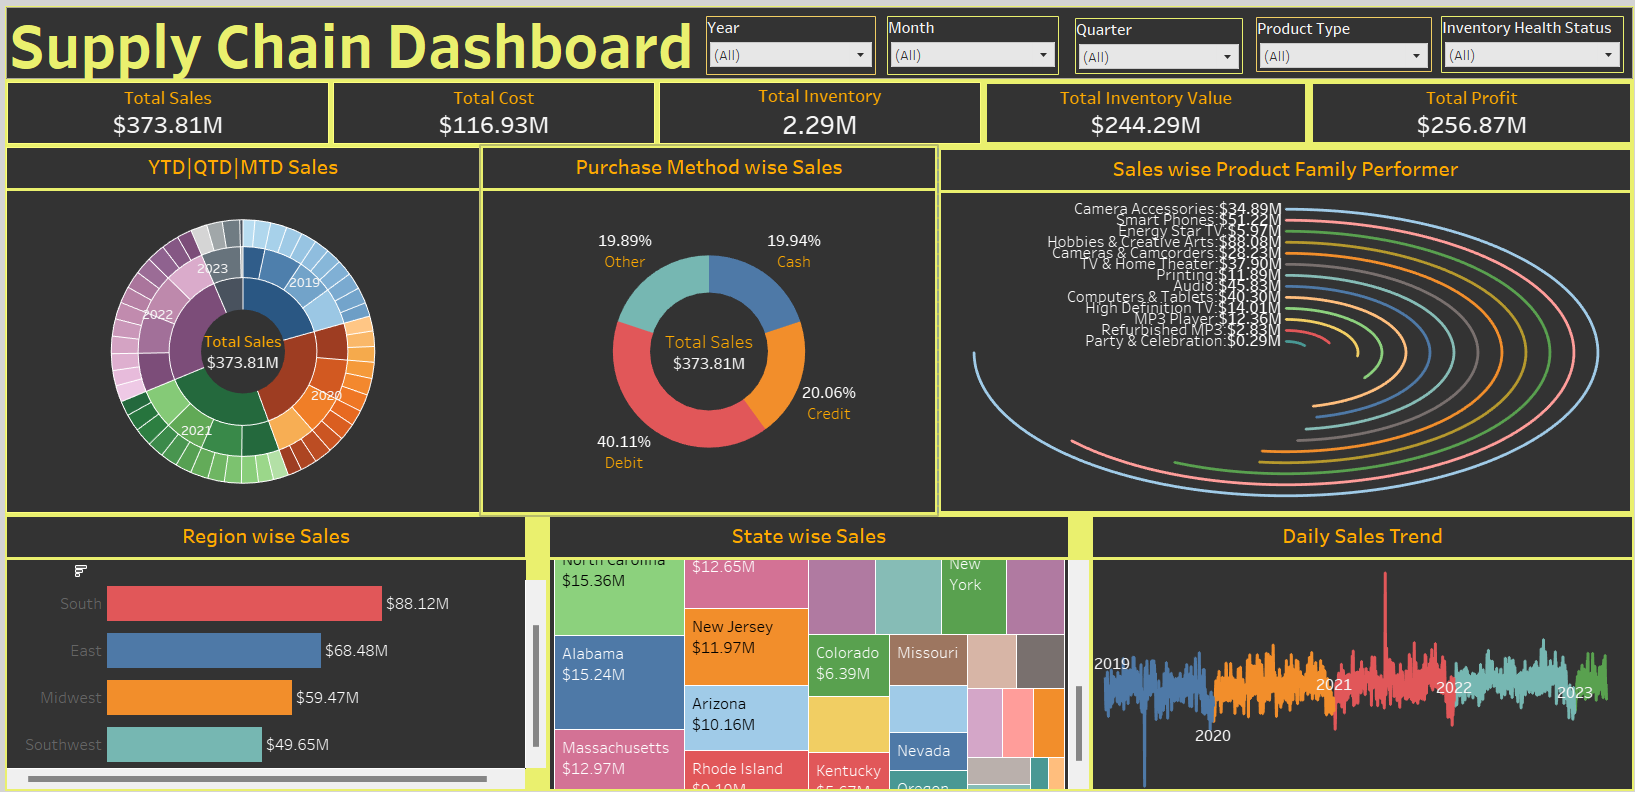 Supply Chain Dashboard
Year
(All)
Month
(All)
Quarter
(All)
Product Type
(All)
Inventory Health Status
(All)
Total Sales
$373.81M
Total Cost
$116.93M
Total Inventory
2.29M
Total Inventory Value
$244.29M
Total Profit
$256.87M
YTD|QTD|MTD Sales
2023
2019
2022
Total Sales
$373.81M
2020
2021
Purchase Method wise Sales
19.89%
Other
19.94%
Cash
Total Sales
$373.81M
20.06%
Credit
40.11%
Debit
Sales wise Product Family Performer
Camera Accessories:$34.89M
Smart Phones:$51.22M
Energy Star TV:$5.97M
Hobbies & Creative Arts:$88.08M
Cameras & Camcorders:$28.23M
TV & Home Theater:$37.90M
Printing:$11.89M
Audio:$45.83M
Computers & Tablets:$40.30M
High Definition TV:$14.01M
MP3 Player:$12.36M
Refurbished MP3:$2.83M
Party & Celebration:$0.29M
Region wise Sales
South $88.12M
East $68.48M
Midwest $59.47M
Southwest $49.65M
State wise Sales
North Carolina
$15.36M
Alabama
$15.24M
Massachusetts
$12.97M
$12.65M
New Jersey
$11.97M
Arizona
$10.16M
Rhode Island
Colorado
$6.39M
Kentucky
New
York
Missouri
Nevada
Oregon
Daily Sales Trend
2019
2020
2021
2022
2023